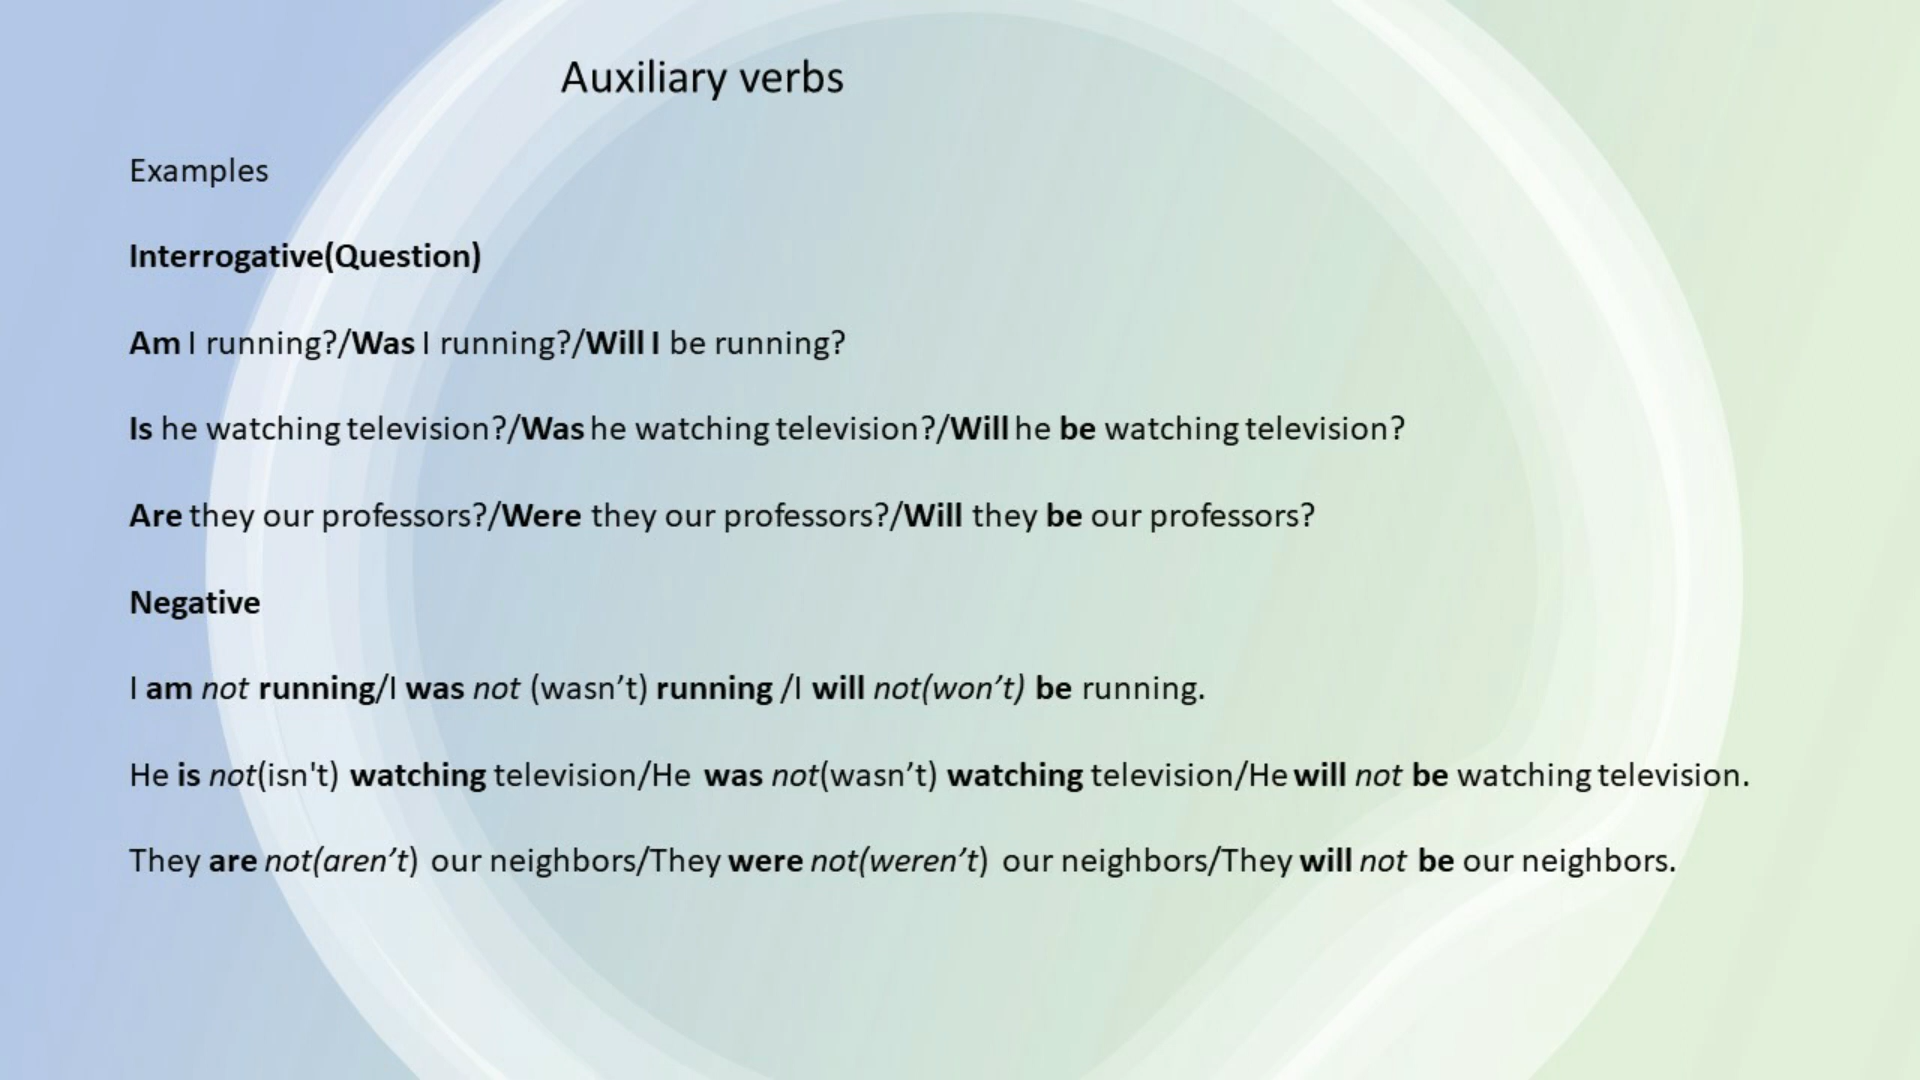 Auxiliary verbs
Examples
Interrogative(Question)
Am I running?/Was I running?/Will I be running?
Is he watching television?/Was he watching television?/Will he be watching television?
Are they our professors?/Were they our professors?/Will they be our professors?
Negative
I am not running/I was not (wasn’t) running /I will not(won’t) be running.
He is not(isn't) watching television/He was not(wasn’t) watching television/He will not be watching television.
They are not(aren’t) our neighbors/They were not(weren’t) our neighbors/They will not be our neighbors.